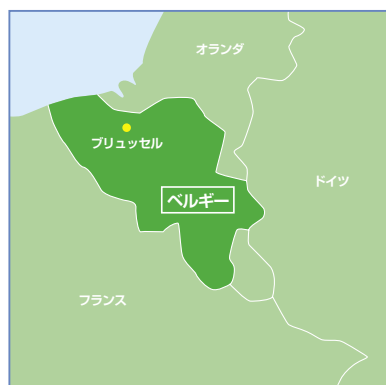 オランダ
ブリュッセル
ドイツ
ベルギー
フランス